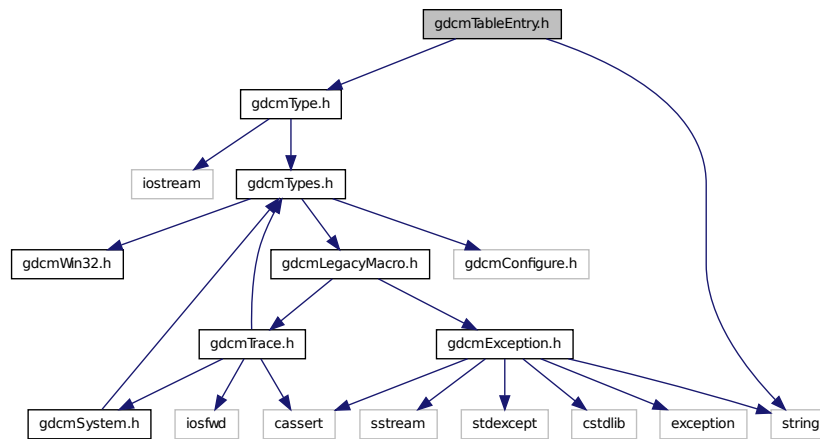 gdcmTableEntry.h
gdcmType.h
iostream
gdcmTypes.h
gdcmWin32.h
gdcmLegacyMacro.h
gdcmConfigure.h
gdcmTrace.h
gdcmException.h
gdcmSystem.h
iosfwd
cassert
sstream
stdexcept
cstdlib
exception
string